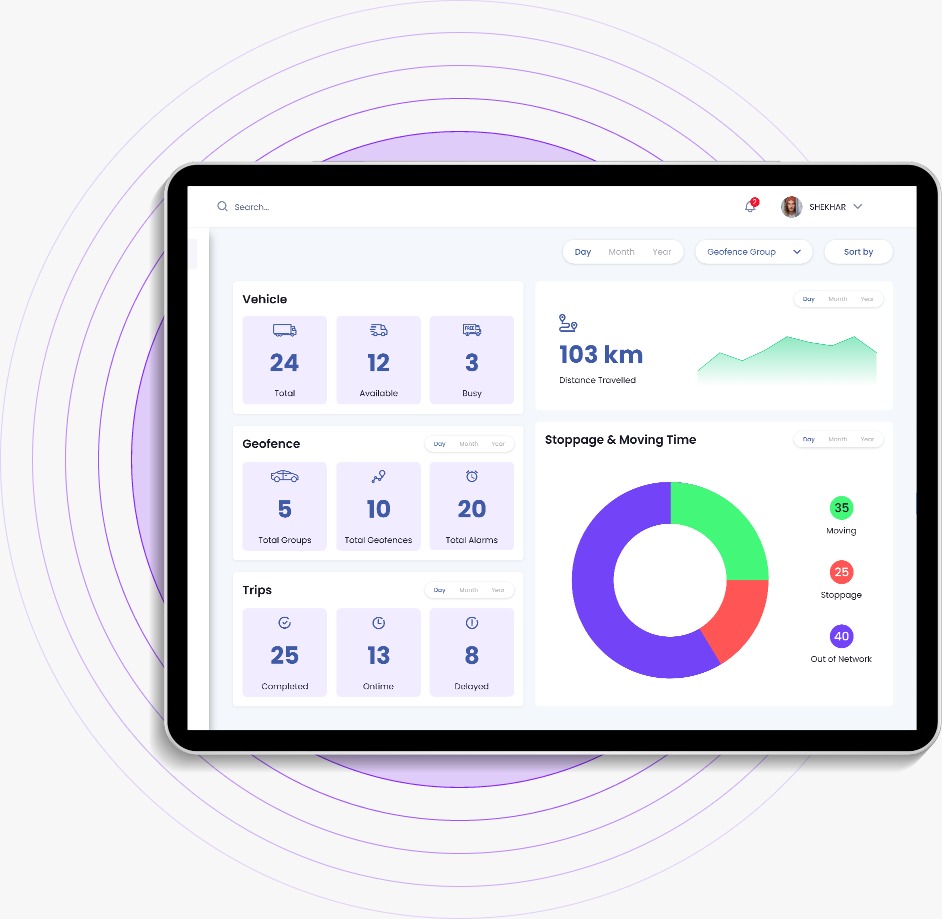 Search...
2
SHEKHAR
Day Month Year
Geofence Group
Sort by
Vehicle
24 12 3
Total Available Busy
Day Month Year
103 km
Distance Travelled
Geofence
Day Month Year
5 10 20
Total Groups Total Geofences Total Alarms
Trips
Day Month Year
25 13 8
Completed Ontime Delayed
Stoppage & Moving Time
Day Month Year
35
Moving
25
Stoppage
40
Out of Network